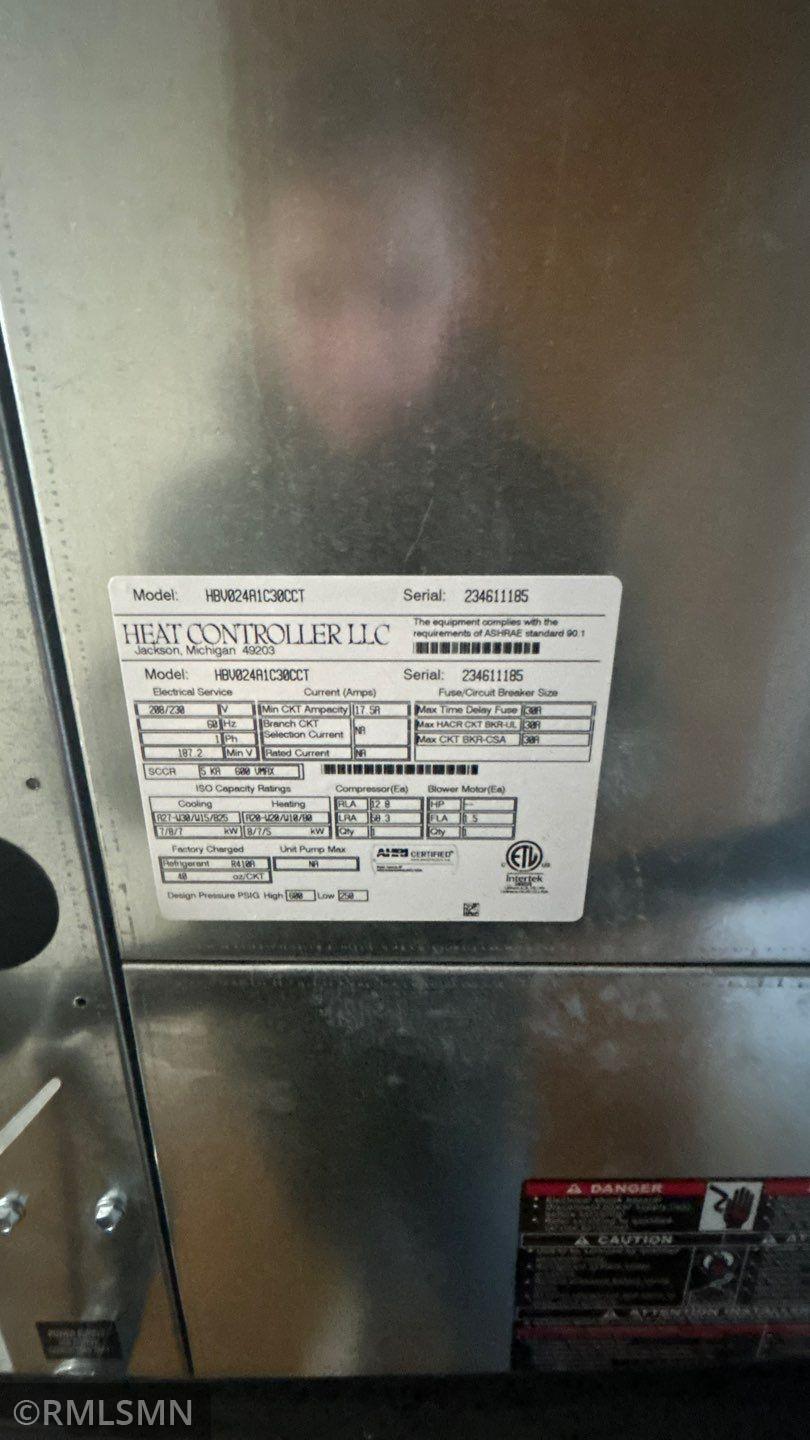 Model: HBV024A1C30CCT Serial: 234611185
HEAT CONTROLLER LLC
Jackson, Michigan 49203
The equipment complies with the
requirements of ASHRAE standard 90.1
Model: HBV024A1C30CCT Serial: 234611185
Electrical Service Current (Amps) Fuse/Circuit Breaker Size
208/230 V Min CKT Ampacity 17.5A Max Time Delay Fuse 30A
60 Hz Branch CKT Selection Current NA Max HACR CKT BKR-UL 30A
1 Ph Max CKT BKR-CSA 30A
187.2 Min V Rated Current NA
SCCR 5 KA 600 VMAX
ISO Capacity Ratings Compressor(Ea) Blower Motor(Ea)
Cooling Heating RLA 12.8 HP --
A27-W30/W15/B25 A20-W20/W10/B0 LRA FLA
7/8/7 kW 8/7/5 kW Qty 1 Qty 1
Factory Charged Unit Pump Max
Refrigerant R410A NA
48 oz/CKT
AHRI CERTIFIED
ETL
Intertek
Design Pressure PSIG High 600 Low 250
DANGER
CAUTION
ATTENTION
©RMLSMN